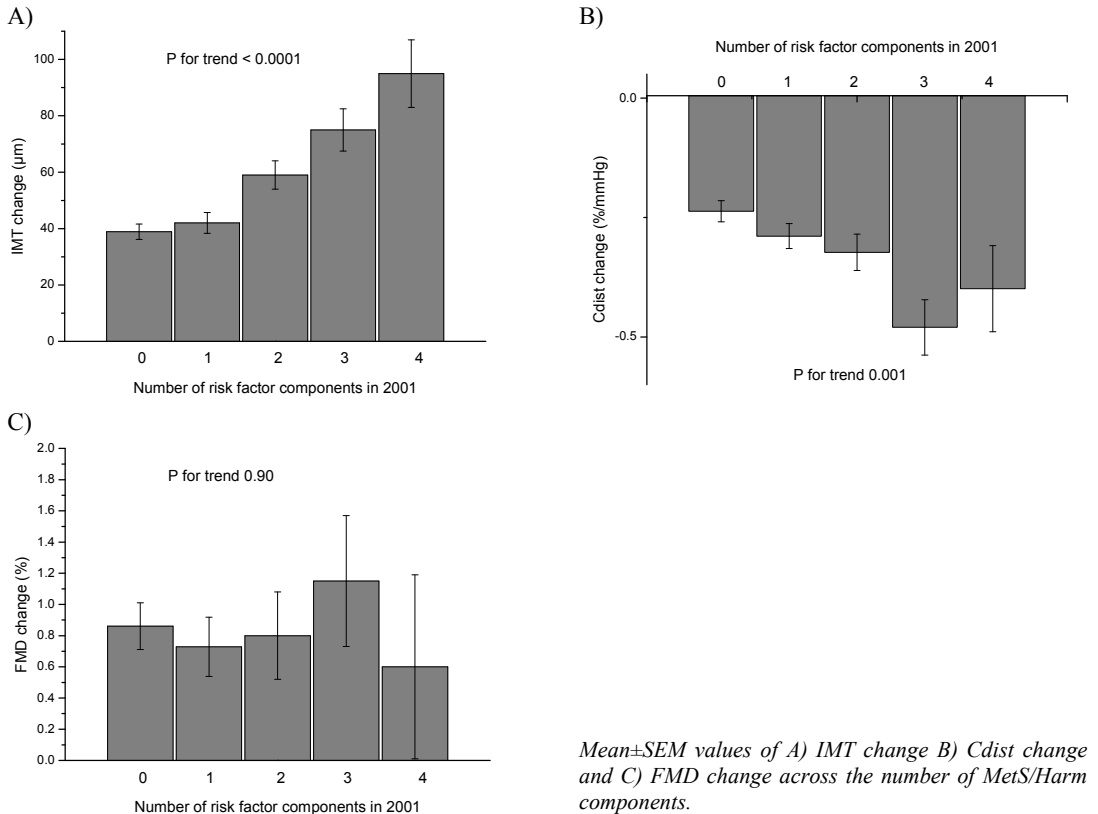 A)
P for trend < 0.0001
100
80
60
40
20
0
IMT change (µm)
0 1 2 3 4
Number of risk factor components in 2001
B)
Number of risk factor components in 2001
0 1 2 3 4
0.0
-0.5
Cdist change (%/mmHg)
P for trend 0.001
C)
P for trend 0.90
2.0
1.8
1.6
1.4
1.2
1.0
0.8
0.6
0.4
0.2
0.0
FMD change (%)
0 1 2 3 4
Number of risk factor components in 2001
Mean±SEM values of A) IMT change B) Cdist change
and C) FMD change across the number of MetS/Harm
components.